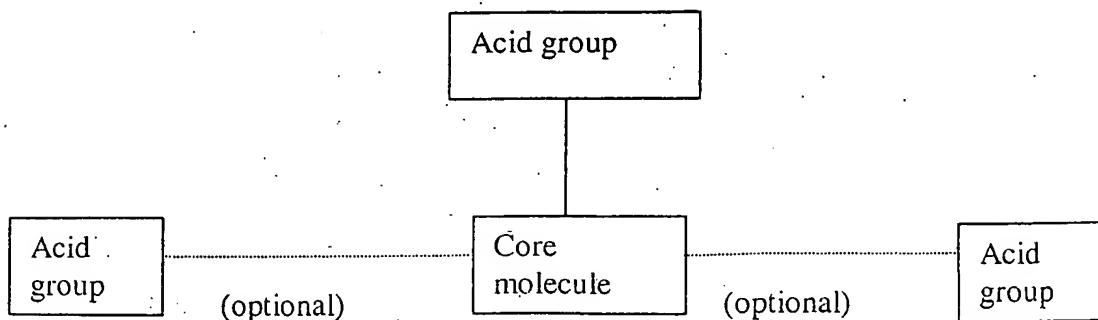 Acid group
Acid
group
(optional)
Core
molecule
(optional)
Acid
group